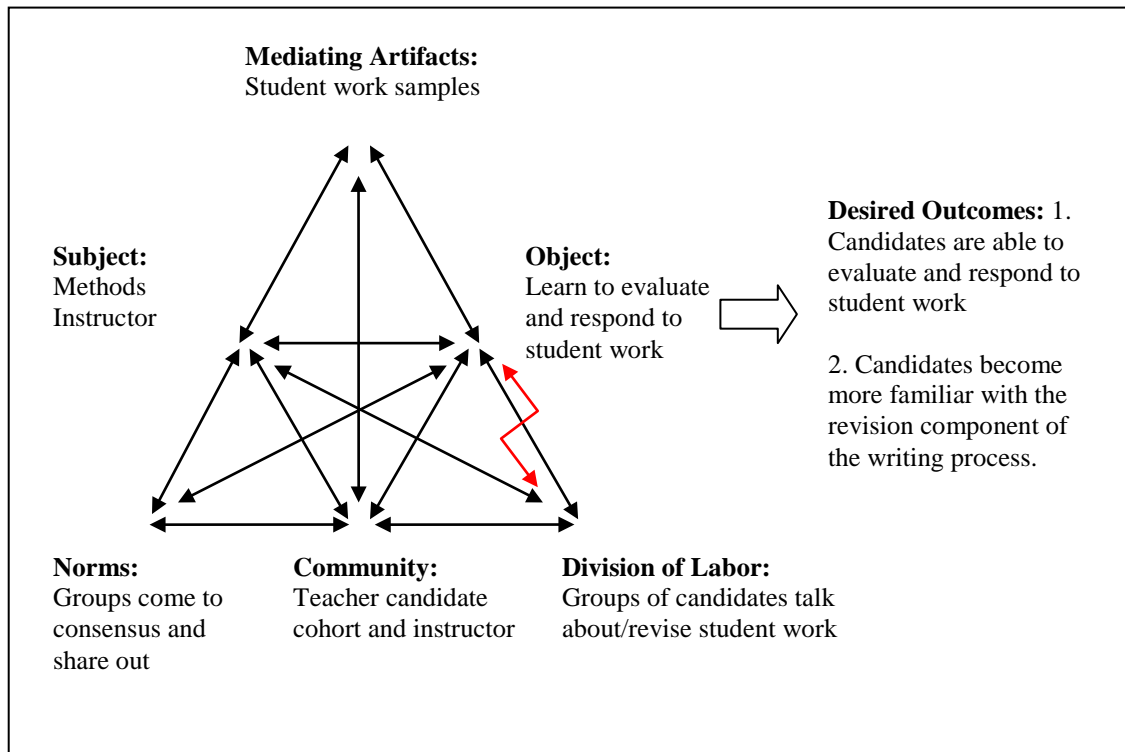 Mediating Artifacts:
Student work samples
Subject:
Methods
Instructor
Object:
Learn to evaluate
and respond to
student work
Desired Outcomes: 1.
Candidates are able to
evaluate and respond to
student work
2. Candidates become
more familiar with the
revision component of
the writing process.
Norms:
Groups come to
consensus and
share out
Community:
Teacher candidate
cohort and instructor
Division of Labor:
Groups of candidates talk
about/revise student work